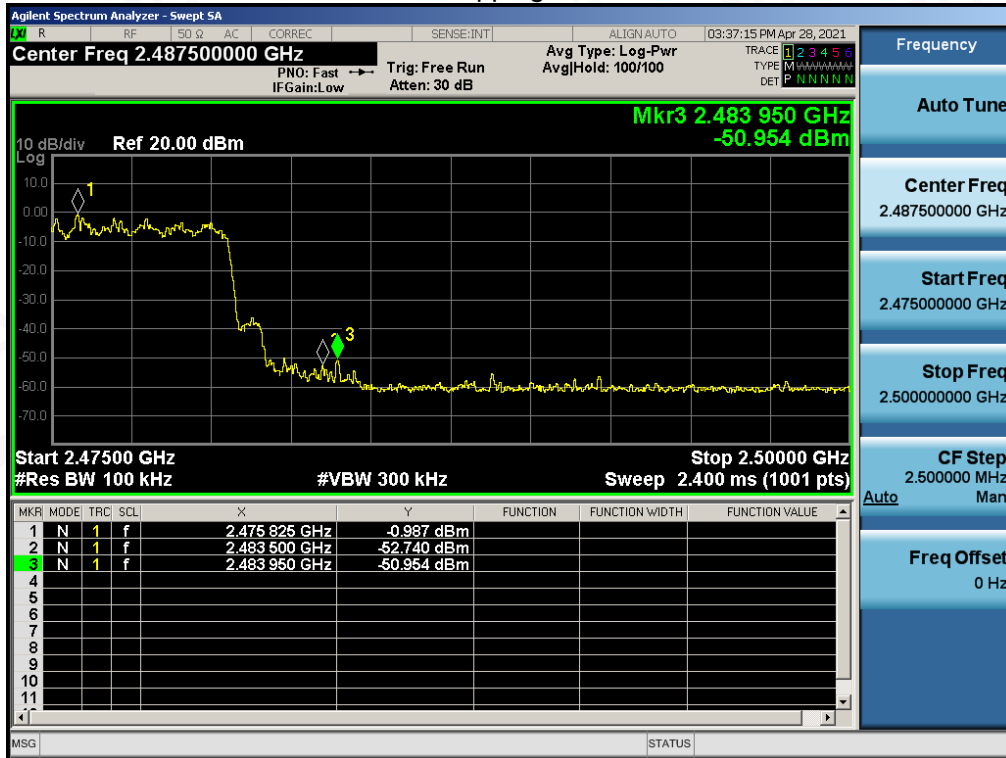 Agilent Spectrum Analyzer - Swept SA
LXI R RF 50 Ω AC CORREC SENSE:INT ALIGN AUTO 03:37:15 PM Apr 28, 2021
Center Freq 2.487500000 GHz
PNO: Fast
IFGain:Low
Trig: Free Run
Atten: 30 dB
Avg Type: Log-Pwr
Avg|Hold: 100/100
TRACE 1 2 3 4 5 6
TYPE M
DET P N N N N N
Mkr3 2.483 950 GHz
-50.954 dBm
10 dB/div Ref 20.00 dBm
Log
10.0
0.00
-10.0
-20.0
-30.0
-40.0
-50.0
-60.0
-70.0
1
3
Start 2.47500 GHz Stop 2.50000 GHz
#Res BW 100 kHz #VBW 300 kHz Sweep 2.400 ms (1001 pts)
MKR MODE TRC SCL X Y FUNCTION FUNCTION WIDTH FUNCTION VALUE
1 N 1 f 2.475 825 GHz -0.987 dBm
2 N 1 f 2.483 500 GHz -52.740 dBm
3 N 1 f 2.483 950 GHz -50.954 dBm
4
5
6
7
8
9
10
11
MSG STATUS
Frequency
Auto Tune
Center Freq
2.487500000 GHz
Start Freq
2.475000000 GHz
Stop Freq
2.500000000 GHz
CF Step
2.500000 MHz
Auto Man
Freq Offset
0 Hz